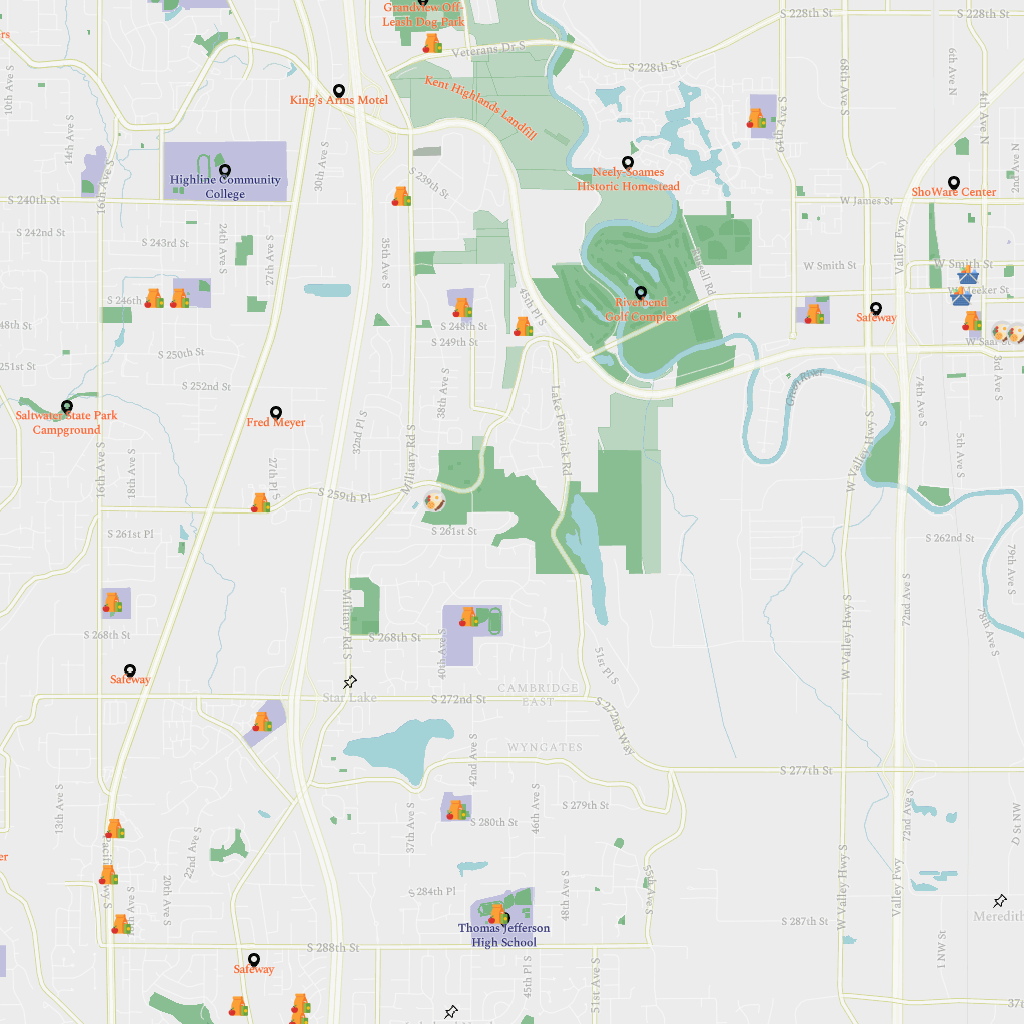 Grandview Off-
Leash Dog Park
S 228th St
S 228th St
rs
Veterans Dr S
S 228th St
6th Ave N
10th Ave S
68th Ave S
Kent Highlands Landfill
King's Arms Motel
4th Ave N
64th Ave S
14th Ave S
30th Ave S
2nd Ave N
16th Ave S
Highline Community
College
S 239th St
Neely-Soames
Historic Homestead
ShoWare Center
S 240th St
W James St
S 242nd St
S 243rd St
24th Ave S
27th Ave S
35th Ave S
Russell Rd
Valley Fwy
W Smith St
W Smith St
S 246th
45th Pl S
Riverbend
Golf Complex
W Meeker St
Safeway
48th St
S 248th St
S 249th St
W Saar St
S 250th St
251st St
3rd Ave S
S 252nd St
38th Ave S
Green River
74th Ave S
Saltwater State Park
Campground
Fred Meyer
32nd Pl S
Lake Fenwick Rd
W Valley Hwy S
5th Ave S
16th Ave S
18th Ave S
27th Pl S
Military Rd S
S 259th Pl
S 261st Pl
S 261st St
S 262nd St
79th Ave S
72nd Ave S
78th Ave S
Military Rd S
W Valley Hwy S
S 268th St
S 268th St
40th Ave S
51st Pl S
Safeway
Star Lake
S 272nd St
CAMBRIDGE
EAST
S 272nd Way
WYNGATES
42nd Ave S
S 277th St
13th Ave S
37th Ave S
46th Ave S
S 279th St
S 280th St
72nd Ave S
D St NW
Pacific Hwy S
22nd Ave S
er
20th Ave S
S 284th Pl
48th Ave S
55th Ave S
W Valley Hwy S
Valley Fwy
Meredith
S 287th St
Thomas Jefferson
High School
S 288th St
I NW St
Safeway
45th Pl S
51st Ave S
37t